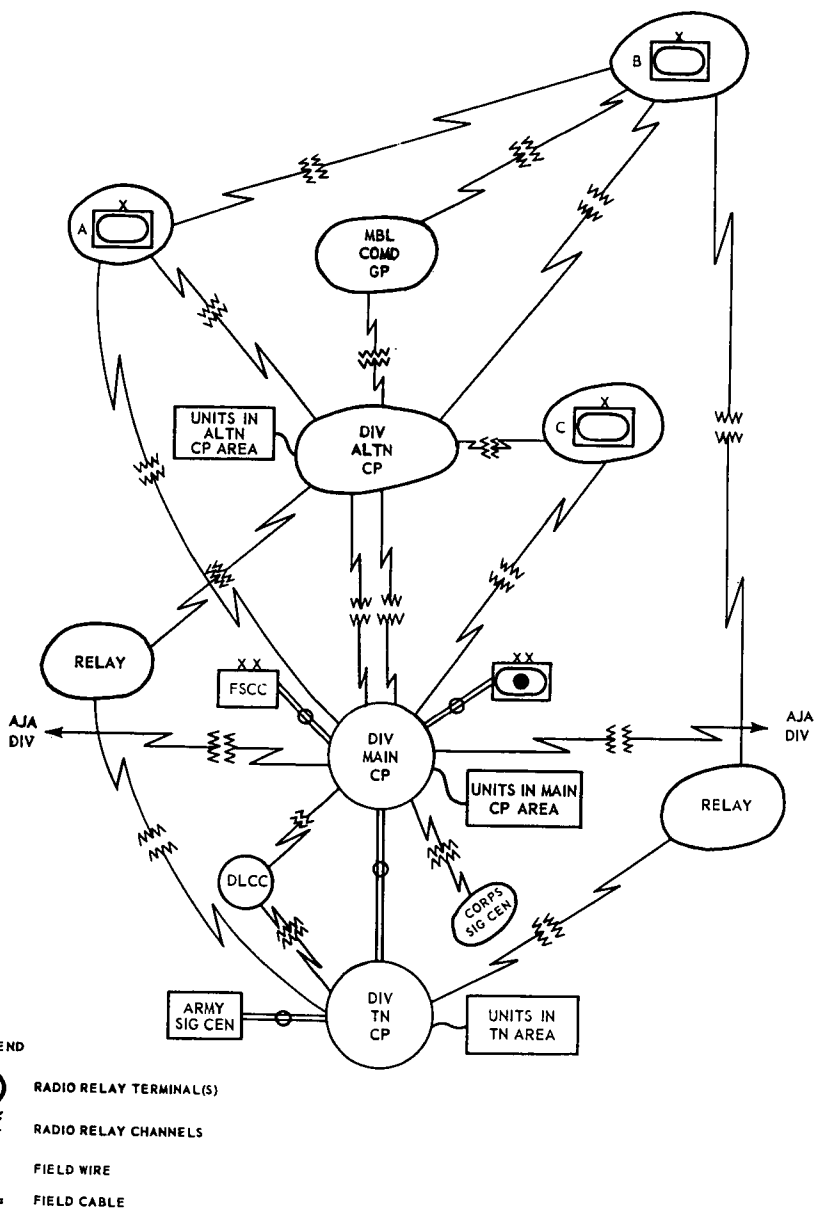 X
B
X
A
MBL
COMD
GP
X
C
UNITS IN
ALTN
CP AREA
DIV
ALTN
CP
RELAY
X X
FSCC
X X
AJA
DIV
DIV
MAIN
CP
AJA
DIV
UNITS IN MAIN
CP AREA
RELAY
DLCC
CORPS
SIG CEN
ARMY
SIG CEN
DIV
TN
CP
UNITS IN
TN AREA
END
RADIO RELAY TERMINAL(S)
RADIO RELAY CHANNELS
FIELD WIRE
FIELD CABLE